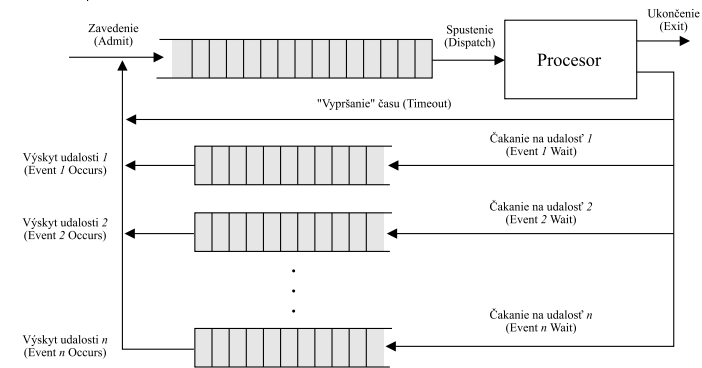 Zavedenie
(Admit)
Spustenie
(Dispatch)
Procesor
Ukončenie
(Exit)
"Vypršanie" času (Timeout)
Výskyt udalosti 1
(Event 1 Occurs)
Čakanie na udalosť 1
(Event 1 Wait)
Výskyt udalosti 2
(Event 2 Occurs)
Čakanie na udalosť 2
(Event 2 Wait)
Výskyt udalosti n
(Event n Occurs)
Čakanie na udalosť n
(Event n Wait)